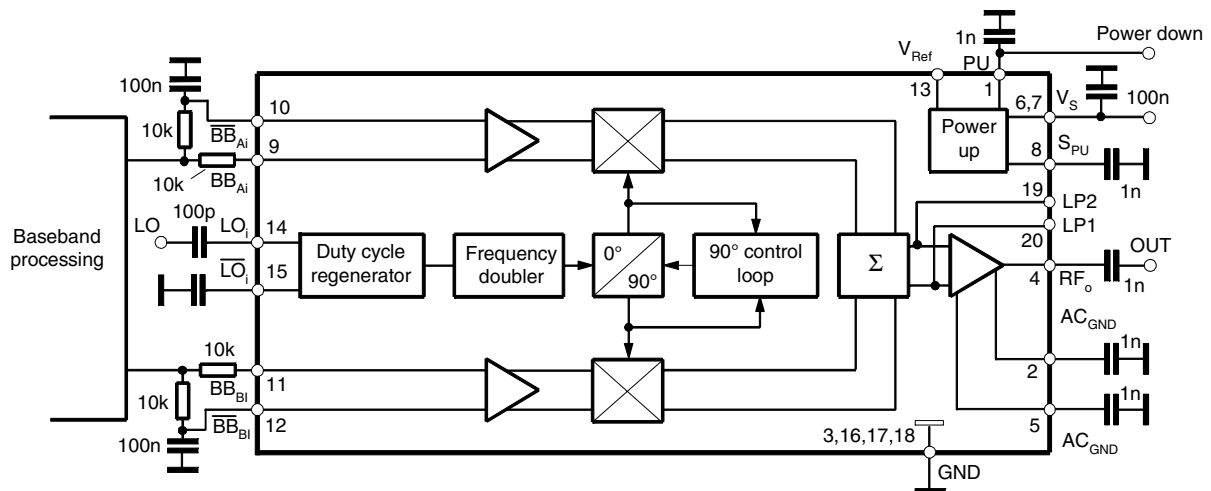 1n
Power down
V_Ref
PU
100n
13
1
6,7
V_S
100n
10
Power
up
10k
B̅B̅_Ai
9
8
S_PU
10k
BB_Ai
1n
19
LP2
100p
LO
LO_i
14
LP1
Baseband
processing
Duty cycle
regenerator
Frequency
doubler
0°
90°
90° control
loop
Σ
20
OUT
L̅O̅_i
15
4
RF_o
1n
AC_GND
1n
10k
BB_BI
11
2
10k
1n
B̅B̅_BI
12
100n
3,16,17,18
5
AC_GND
GND